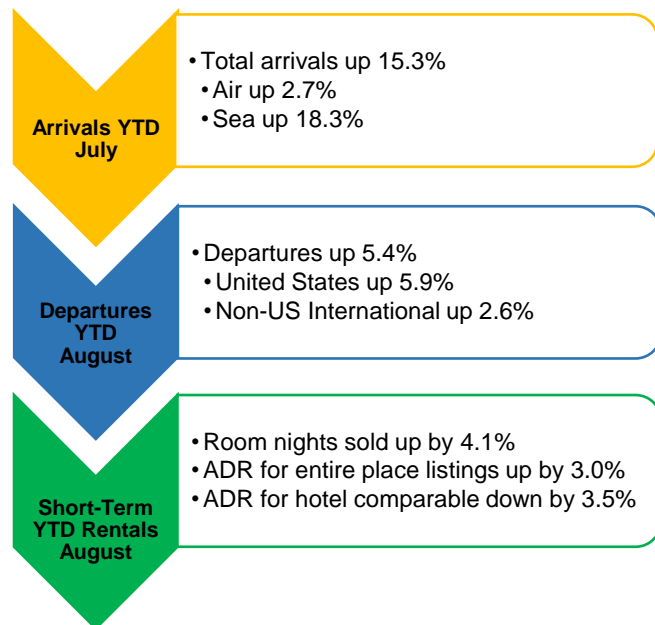 Arrivals YTD
July
• Total arrivals up 15.3%
• Air up 2.7%
• Sea up 18.3%
Departures
YTD
August
• Departures up 5.4%
• United States up 5.9%
• Non-US International up 2.6%
Short-Term
YTD Rentals
August
• Room nights sold up by 4.1%
• ADR for entire place listings up by 3.0%
• ADR for hotel comparable down by 3.5%